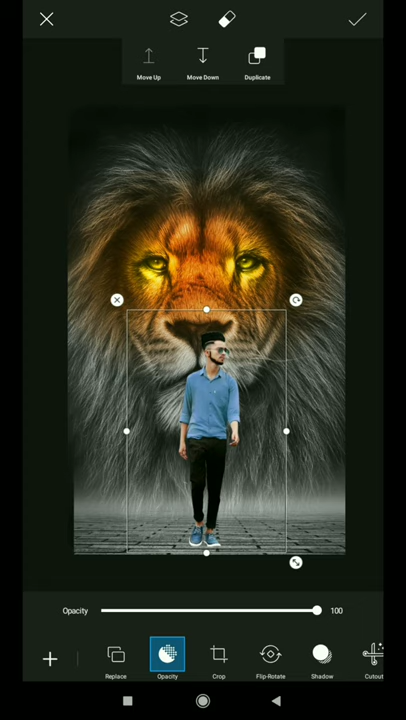 Move Up Move Down Duplicate
Opacity 100
Replace Opacity Crop Flip-Rotate Shadow Cutout